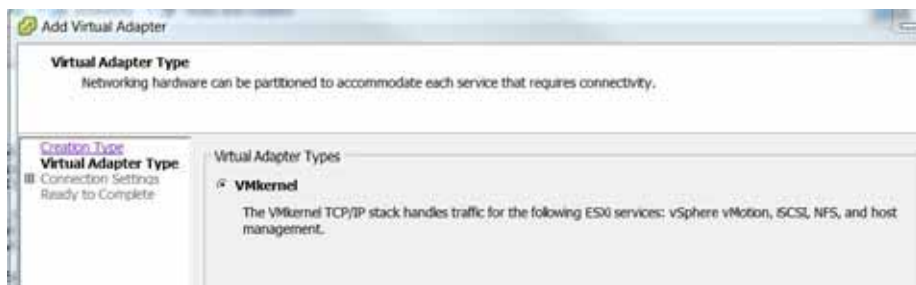 Add Virtual Adapter
Virtual Adapter Type
Networking hardware can be partitioned to accommodate each service that requires connectivity.
Creation Type
Virtual Adapter Type
Connection Settings
Ready to Complete
Virtual Adapter Types
VMkernel
The VMkernel TCP/IP stack handles traffic for the following ESXi services: vSphere vMotion, iSCSI, NFS, and host
management.